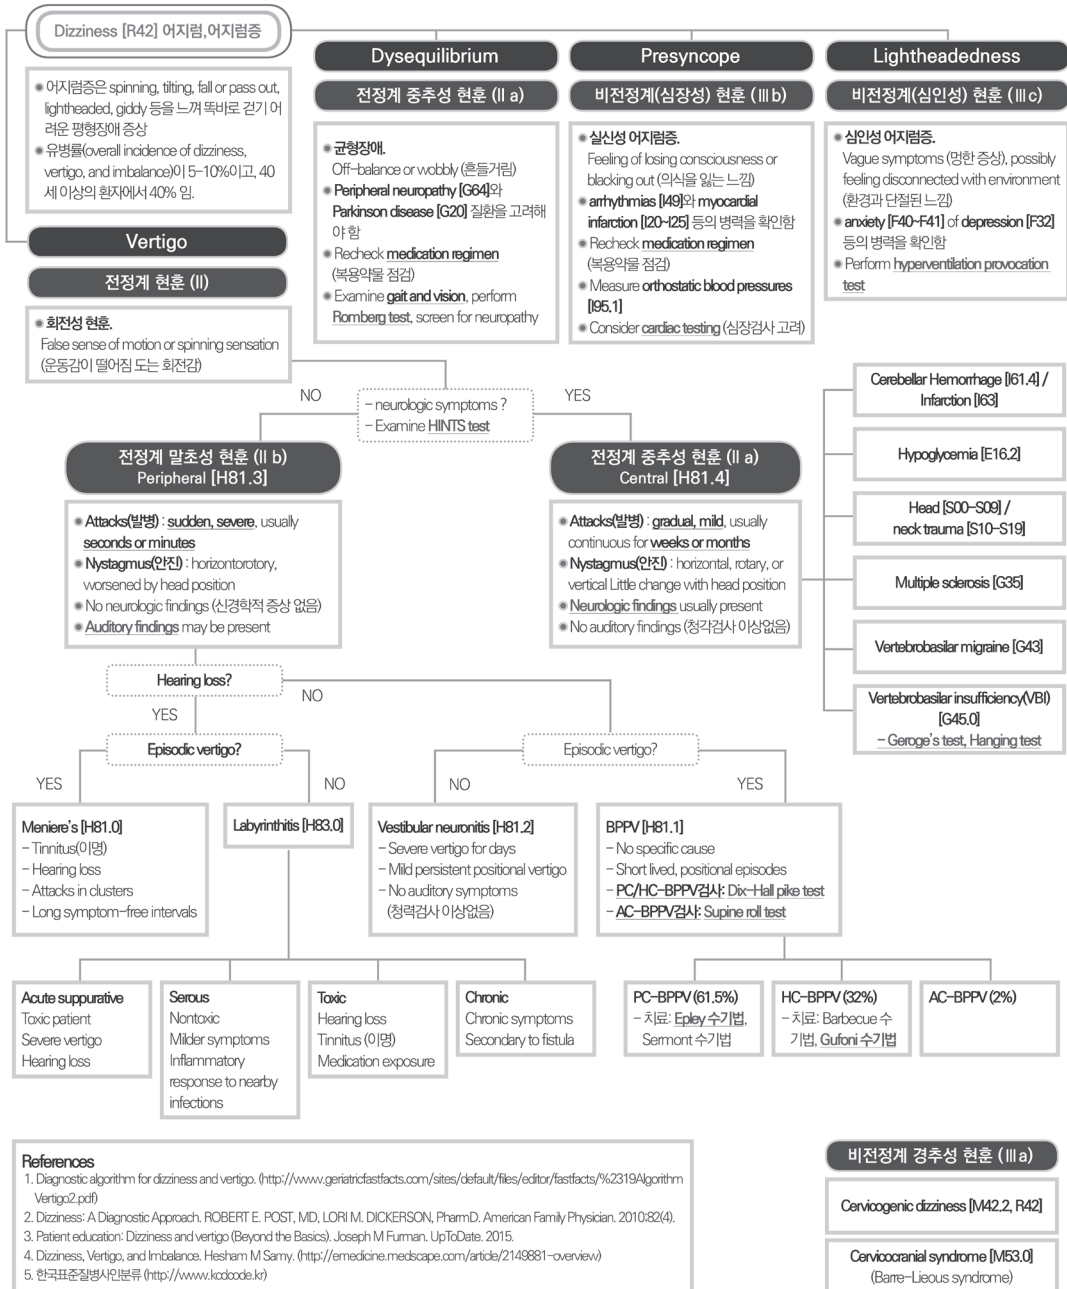 Dizziness [R42] 어지럼,어지럼증
● 어지럼증은 spinning, tilting, fall or pass out,
lightheaded, giddy 등을 느껴 똑바로 걷기 어
려운 평형장애 증상
● 유병률(overall incidence of dizziness,
vertigo, and imbalance)이 5-10%이고, 40
세 이상의 환자에서 40% 임.
Dysequilibrium
전정계 중추성 현훈 (II a)
● 균형장애.
Off-balance or wobbly (흔들거림)
● Peripheral neuropathy [G64]와
Parkinson disease [G20] 질환을 고려해
야 함
● Recheck medication regimen
(복용약물 점검)
● Examine gait and vision, perform
Romberg test, screen for neuropathy
Presyncope
비전정계(심장성) 현훈 (III b)
● 실신성 어지럼증.
Feeling of losing consciousness or
blacking out (의식을 잃는 느낌)
● arrhythmias [I49]와 myocardial
infarction [I20~I25] 등의 병력을 확인함
● Recheck medication regimen
(복용약물 점검)
● Measure orthostatic blood pressures
[I95.1]
● Consider cardiac testing (심장검사 고려)
Lightheadedness
비전정계(심인성) 현훈 (III c)
● 심인성 어지럼증.
Vague symptoms (멍한 증상), possibly
feeling disconnected with environment
(환경과 단절된 느낌)
● anxiety [F40~F41] of depression [F32]
등의 병력을 확인함
● Perform hyperventilation provocation
test
Vertigo
전정계 현훈 (II)
● 회전성 현훈.
False sense of motion or spinning sensation
(운동감이 떨어짐 도는 회전감)
NO
- neurologic symptoms ?
- Examine HINTS test
YES
전정계 말초성 현훈 (II b)
Peripheral [H81.3]
● Attacks(발병) : sudden, severe, usually
seconds or minutes
● Nystagmus(안진) : horizontorotory,
worsened by head position
● No neurologic findings (신경학적 증상 없음)
● Auditory findings may be present
전정계 중추성 현훈 (II a)
Central [H81.4]
● Attacks(발병) : gradual, mild, usually
continuous for weeks or months
● Nystagmus(안진) : horizontal, rotary, or
vertical Little change with head position
● Neurologic findings usually present
● No auditory findings (청각검사 이상없음)
Cerebellar Hemorrhage [I61.4] /
Infarction [I63]
Hypoglycemia [E16.2]
Head [S00-S09] /
neck trauma [S10-S19]
Multiple sclerosis [G35]
Vertebrobasilar migraine [G43]
Vertebrobasilar insufficiency(VBI)
[G45.0]
- Geroge's test, Hanging test
Hearing loss?
YES
NO
Episodic vertigo?
YES
NO
Episodic vertigo?
NO
YES
Meniere's [H81.0]
- Tinnitus(이명)
- Hearing loss
- Attacks in clusters
- Long symptom-free intervals
Labyrinthitis [H83.0]
Vestibular neuronitis [H81.2]
- Severe vertigo for days
- Mild persistent positional vertigo
- No auditory symptoms
(청력검사 이상없음)
BPPV [H81.1]
- No specific cause
- Short lived, positional episodes
- PC/HC-BPPV검사: Dix-Hall pike test
- AC-BPPV검사: Supine roll test
Acute suppurative
Toxic patient
Severe vertigo
Hearing loss
Serous
Nontoxic
Milder symptoms
Inflammatory
response to nearby
infections
Toxic
Hearing loss
Tinnitus (이명)
Medication exposure
Chronic
Chronic symptoms
Secondary to fistula
PC-BPPV (61.5%)
- 치료: Epley 수기법,
Sermont 수기법
HC-BPPV (32%)
- 치료: Barbecue 수
기법, Gufoni 수기법
AC-BPPV (2%)
References
1. Diagnostic algorithm for dizziness and vertigo. (http://www.geriatricfastfacts.com/sites/default/files/editor/fastfacts/%2319Algorithm
Vertigo2.pdf)
2. Dizziness: A Diagnostic Approach. ROBERT E. POST, MD, LORI M. DICKERSON, PharmD. American Family Physician. 2010:82(4).
3. Patient education: Dizziness and vertigo (Beyond the Basics). Joseph M Furman. UpToDate. 2015.
4. Dizziness, Vertigo, and Imbalance. Hesham M Samy. (http://emedicine.medscape.com/article/2149881-overview)
5. 한국표준질병사인분류 (http://www.kcdcode.kr)
비전정계 경추성 현훈 (III a)
Cervicogenic dizziness [M42.2, R42]
Cervicocranial syndrome [M53.0]
(Barre-Lieous syndrome)